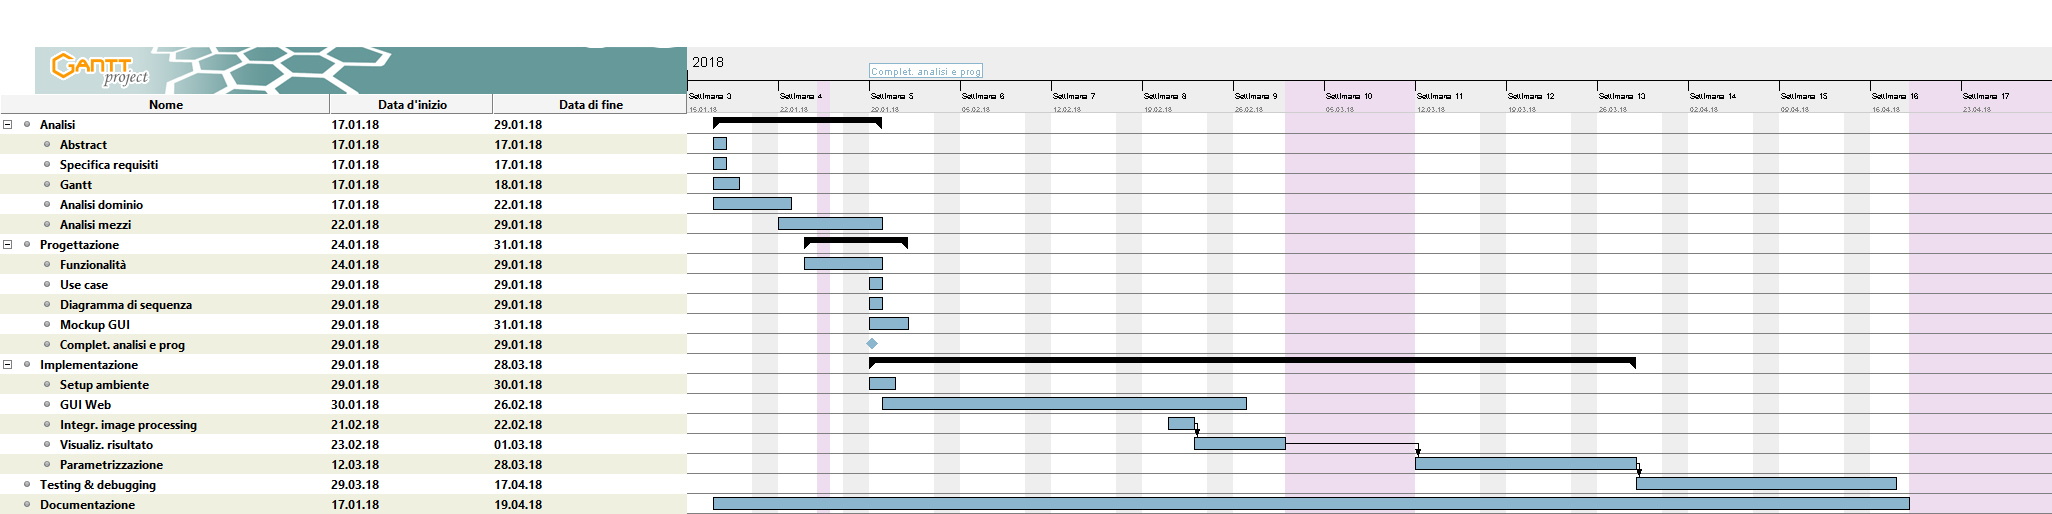 GANTT
project
2018
Complet. analisi e prog
Nome Data d'inizio Data di fine
Settimana 3 Settimana 4 Settimana 5 Settimana 6 Settimana 7 Settimana 8 Settimana 9 Settimana 10 Settimana 11 Settimana 12 Settimana 13 Settimana 14 Settimana 15 Settimana 16 Settimana 17
15.01.18 22.01.18 29.01.18 05.02.18 12.02.18 19.02.18 26.02.18 05.03.18 12.03.18 19.03.18 26.03.18 02.04.18 09.04.18 16.04.18 23.04.18
Analisi 17.01.18 29.01.18
Abstract 17.01.18 17.01.18
Specifica requisiti 17.01.18 17.01.18
Gantt 17.01.18 18.01.18
Analisi dominio 17.01.18 22.01.18
Analisi mezzi 22.01.18 29.01.18
Progettazione 24.01.18 31.01.18
Funzionalità 24.01.18 29.01.18
Use case 29.01.18 29.01.18
Diagramma di sequenza 29.01.18 29.01.18
Mockup GUI 29.01.18 31.01.18
Complet. analisi e prog 29.01.18 29.01.18
Implementazione 29.01.18 28.03.18
Setup ambiente 29.01.18 30.01.18
GUI Web 30.01.18 26.02.18
Integr. image processing 21.02.18 22.02.18
Visualiz. risultato 23.02.18 01.03.18
Parametrizzazione 12.03.18 28.03.18
Testing & debugging 29.03.18 17.04.18
Documentazione 17.01.18 19.04.18